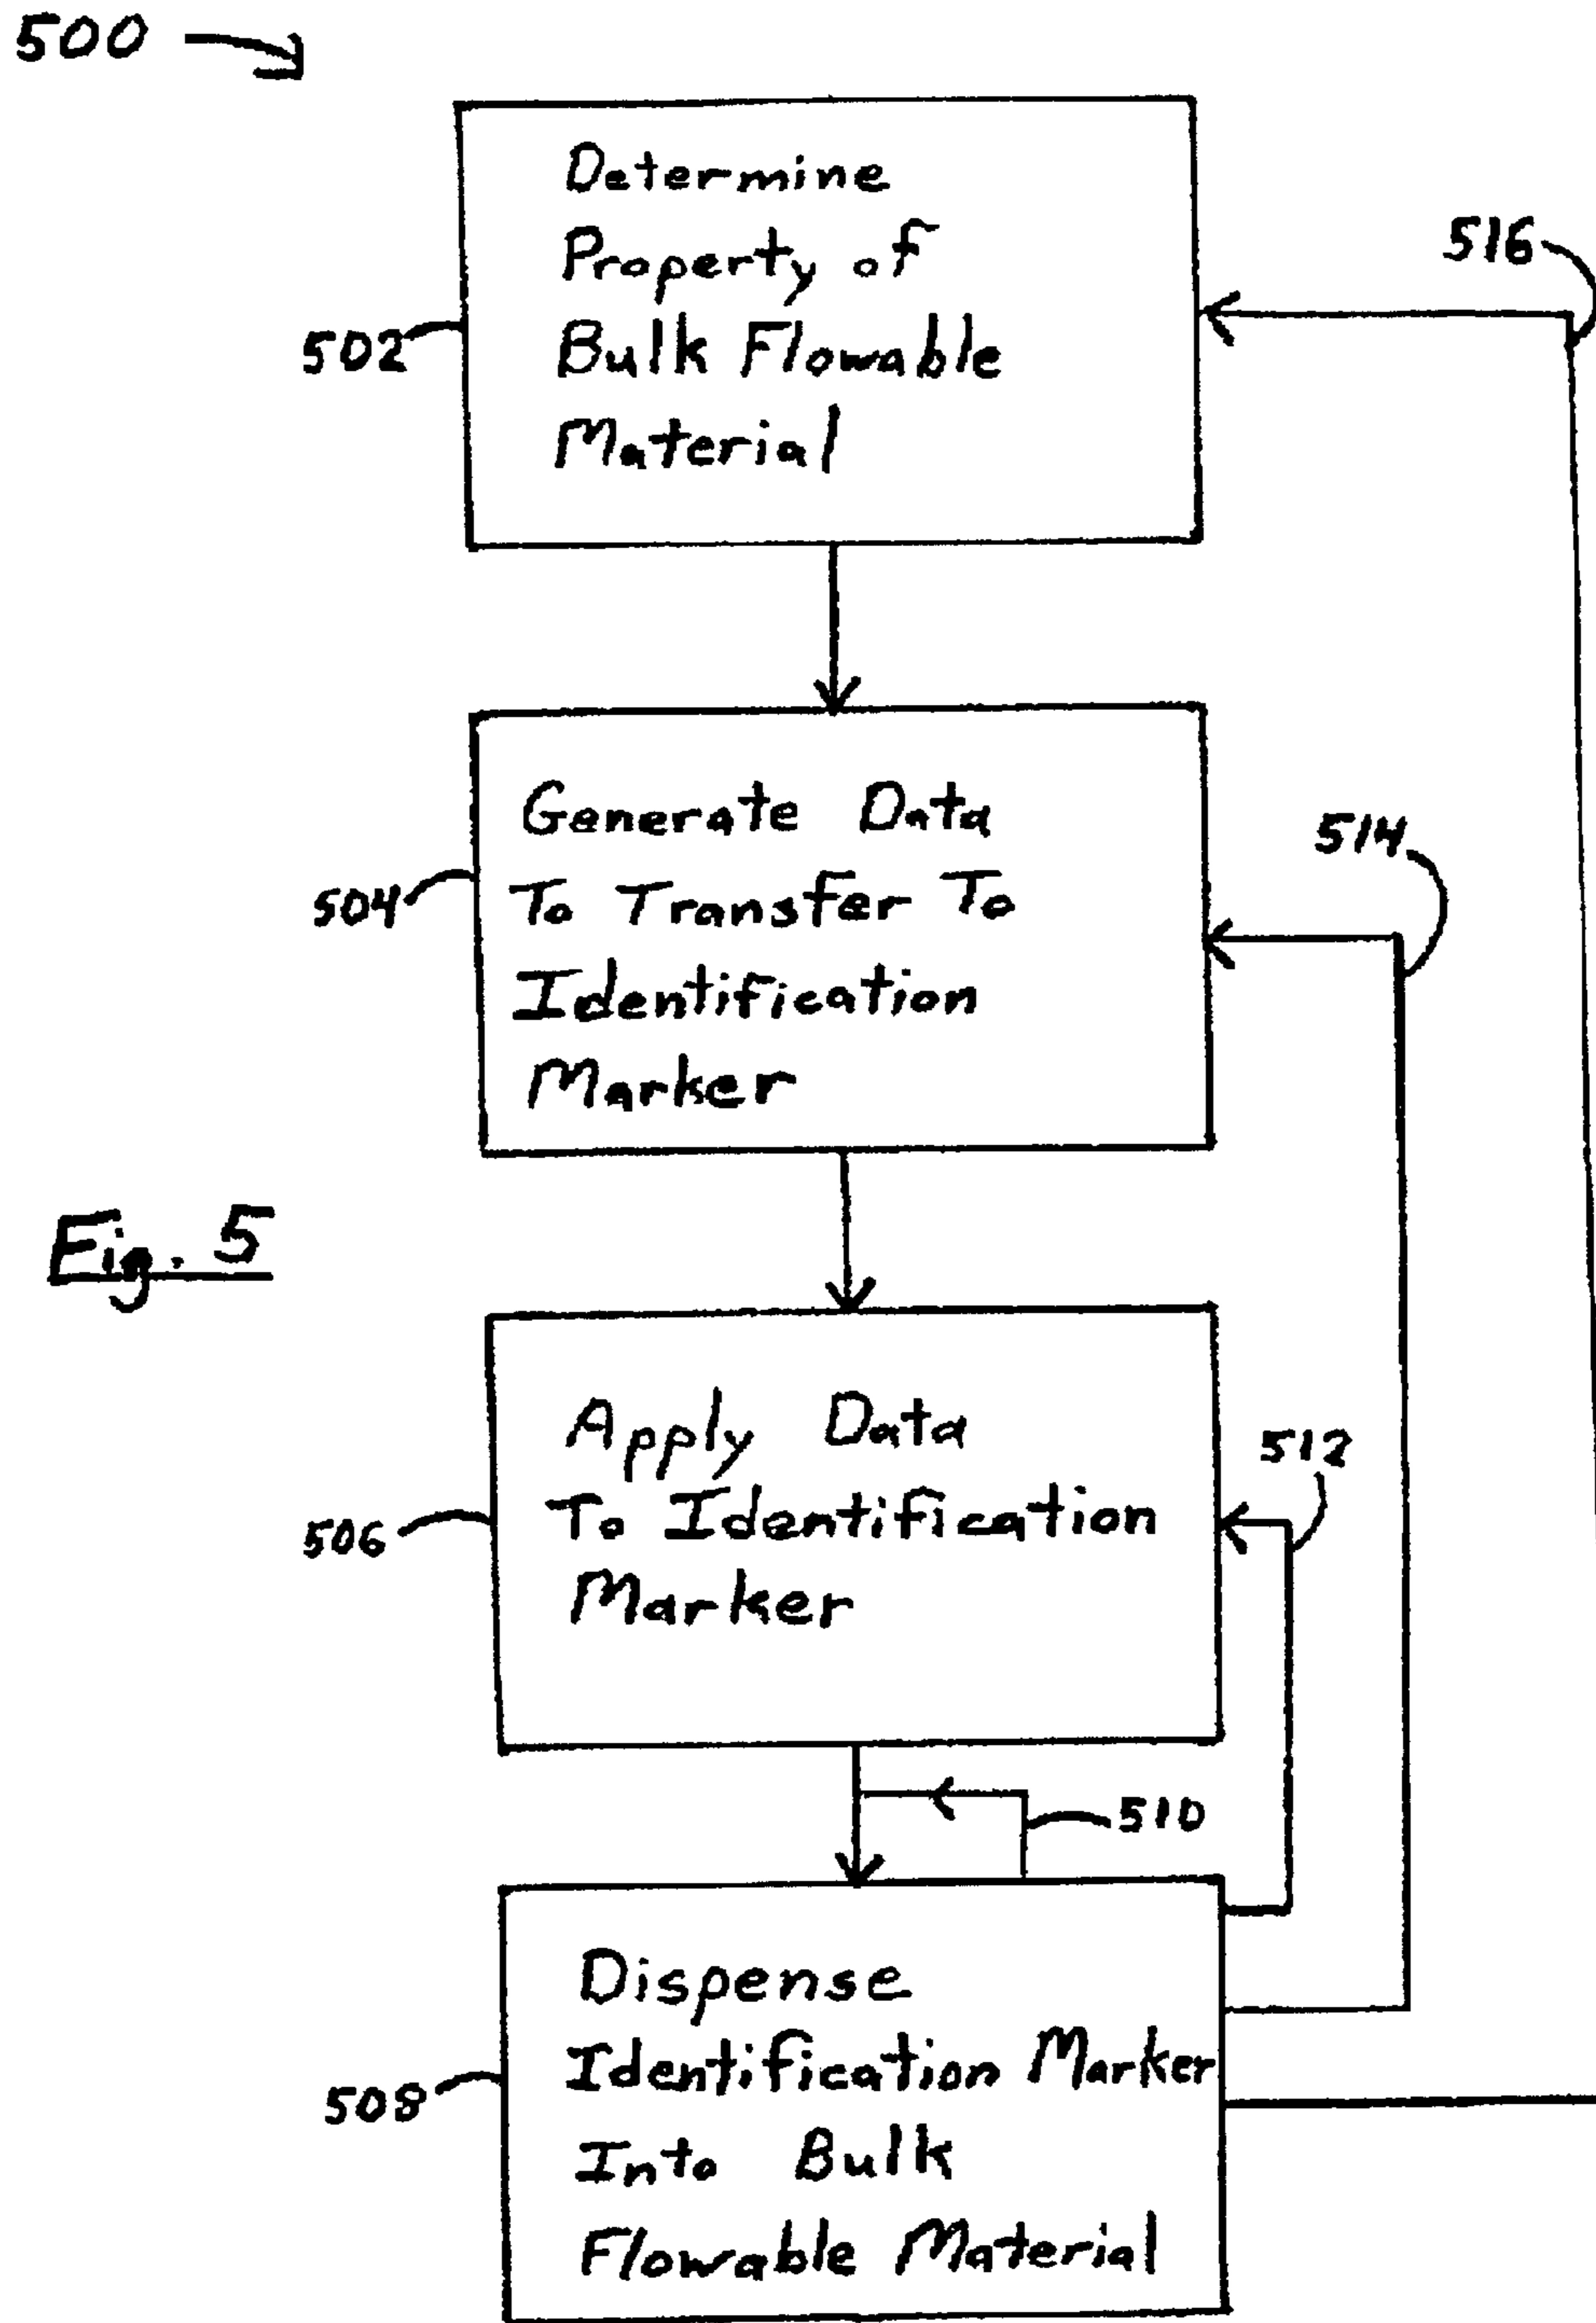 500
Determine
Property of
Bulk Flowable
Material
502
516
Generate Data
To Transfer To
Identification
Marker
504
514
Fig. 5
Apply Data
To Identification
Marker
506
512
510
Dispense
Identification Marker
Into Bulk
Flowable Material
508